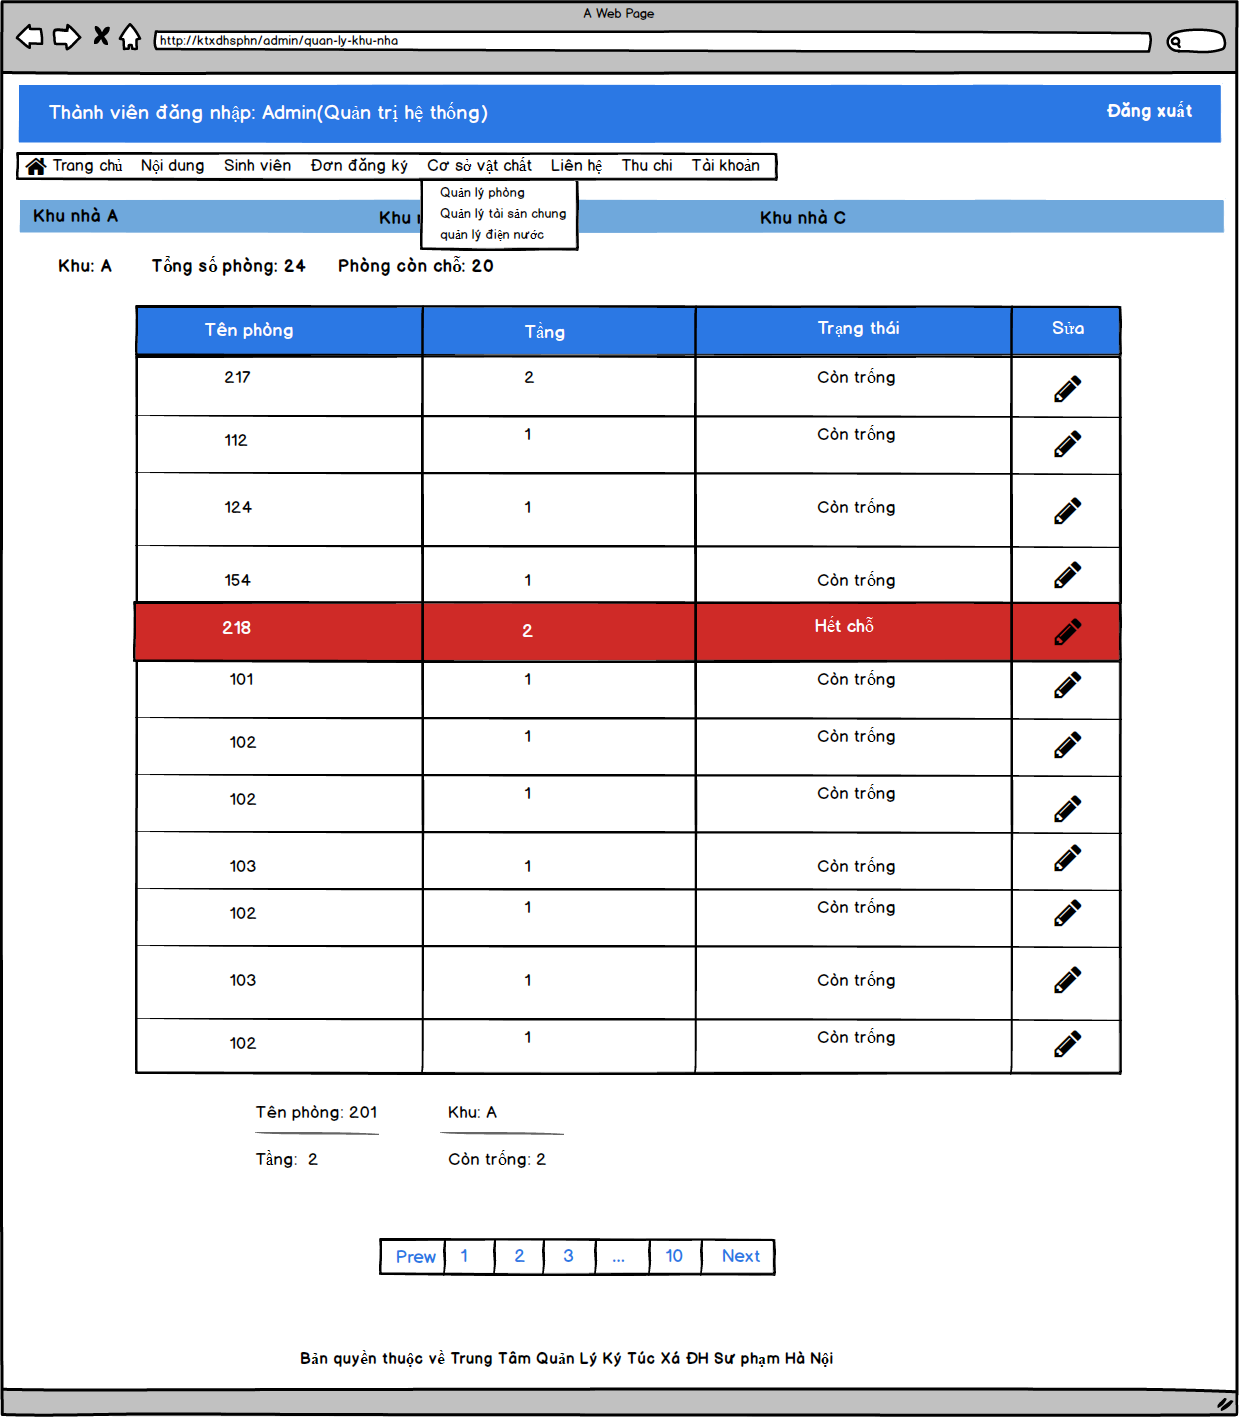 A Web Page
http://ktxdhsphn/admin/quan-ly-khu-nha
Thành viên đăng nhập: Admin(Quản trị hệ thống)
Đăng xuất
Trang chủ Nội dung Sinh viên Đơn đăng ký Cơ sở vật chất Liên hệ Thu chi Tài khoản
Quản lý phòng
Quản lý tài sản chung
quản lý điện nước
Khu nhà A Khu Khu nhà C
Khu: A Tổng số phòng: 24 Phòng còn chỗ: 20
Tên phòng Tầng Trạng thái Sửa
217 2 Còn trống
112 1 Còn trống
124 1 Còn trống
154 1 Còn trống
218 2 Hết chỗ
101 1 Còn trống
102 1 Còn trống
102 1 Còn trống
103 1 Còn trống
102 1 Còn trống
103 1 Còn trống
102 1 Còn trống
Tên phòng: 201 Khu: A
Tầng: 2 Còn trống: 2
Prew 1 2 3 ... 10 Next
Bản quyền thuộc về Trung Tâm Quản Lý Ký Túc Xá ĐH Sư phạm Hà Nội